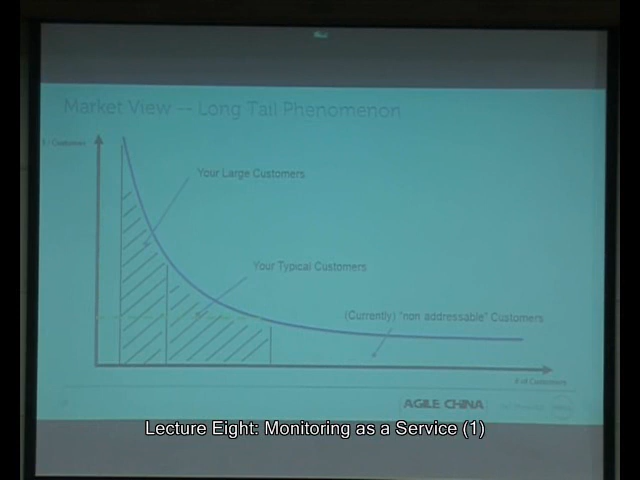 Market View — Long Tail Phenomenon
$ / Customers
Your Large Customers
Your Typical Customers
(Currently) "non addressable" Customers
# of Customers
AGILE CHINA
Lecture Eight: Monitoring as a Service (1)